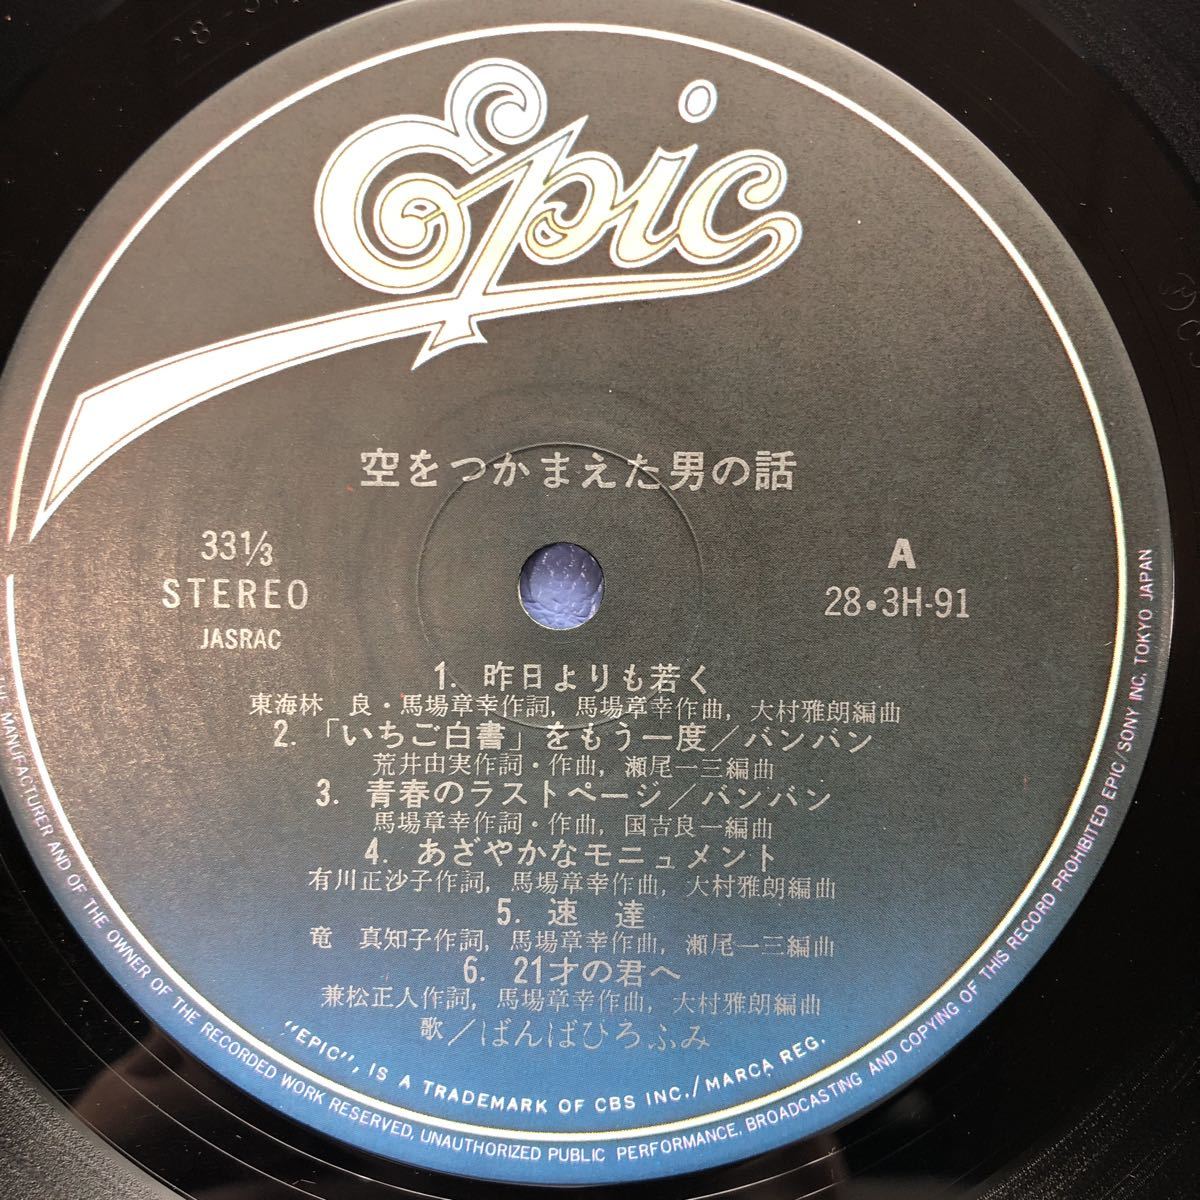 Epic
空をつかまえた男の話
33⅓
STEREO
JASRAC
A
28・3H-91
1. 昨日よりも若く
東海林 良・馬場章幸作詞, 馬場章幸作曲, 大村雅朗編曲
2. 「いちご白書」をもう一度／バンバン
荒井由実作詞・作曲, 瀬尾一三編曲
3. 青春のラストページ／バンバン
馬場章幸作詞・作曲, 国吉良一編曲
4. あざやかなモニュメント
有川正沙子作詞, 馬場章幸作曲, 大村雅朗編曲
5. 速 達
竜 真知子作詞, 馬場章幸作曲, 瀬尾一三編曲
6. 21才の君へ
兼松正人作詞, 馬場章幸作曲, 大村雅朗編曲
歌／ばんばひろふみ
"EPIC", IS A TRADEMARK OF CBS INC./MARCA REG.
MANUFACTURER AND OF THE OWNER OF THE RECORDED WORK RESERVED, UNAUTHORIZED PUBLIC PERFORMANCE, BROADCASTING AND COPYING OF THIS RECORD PROHIBITED EPIC/SONY INC. TOKYO JAPAN